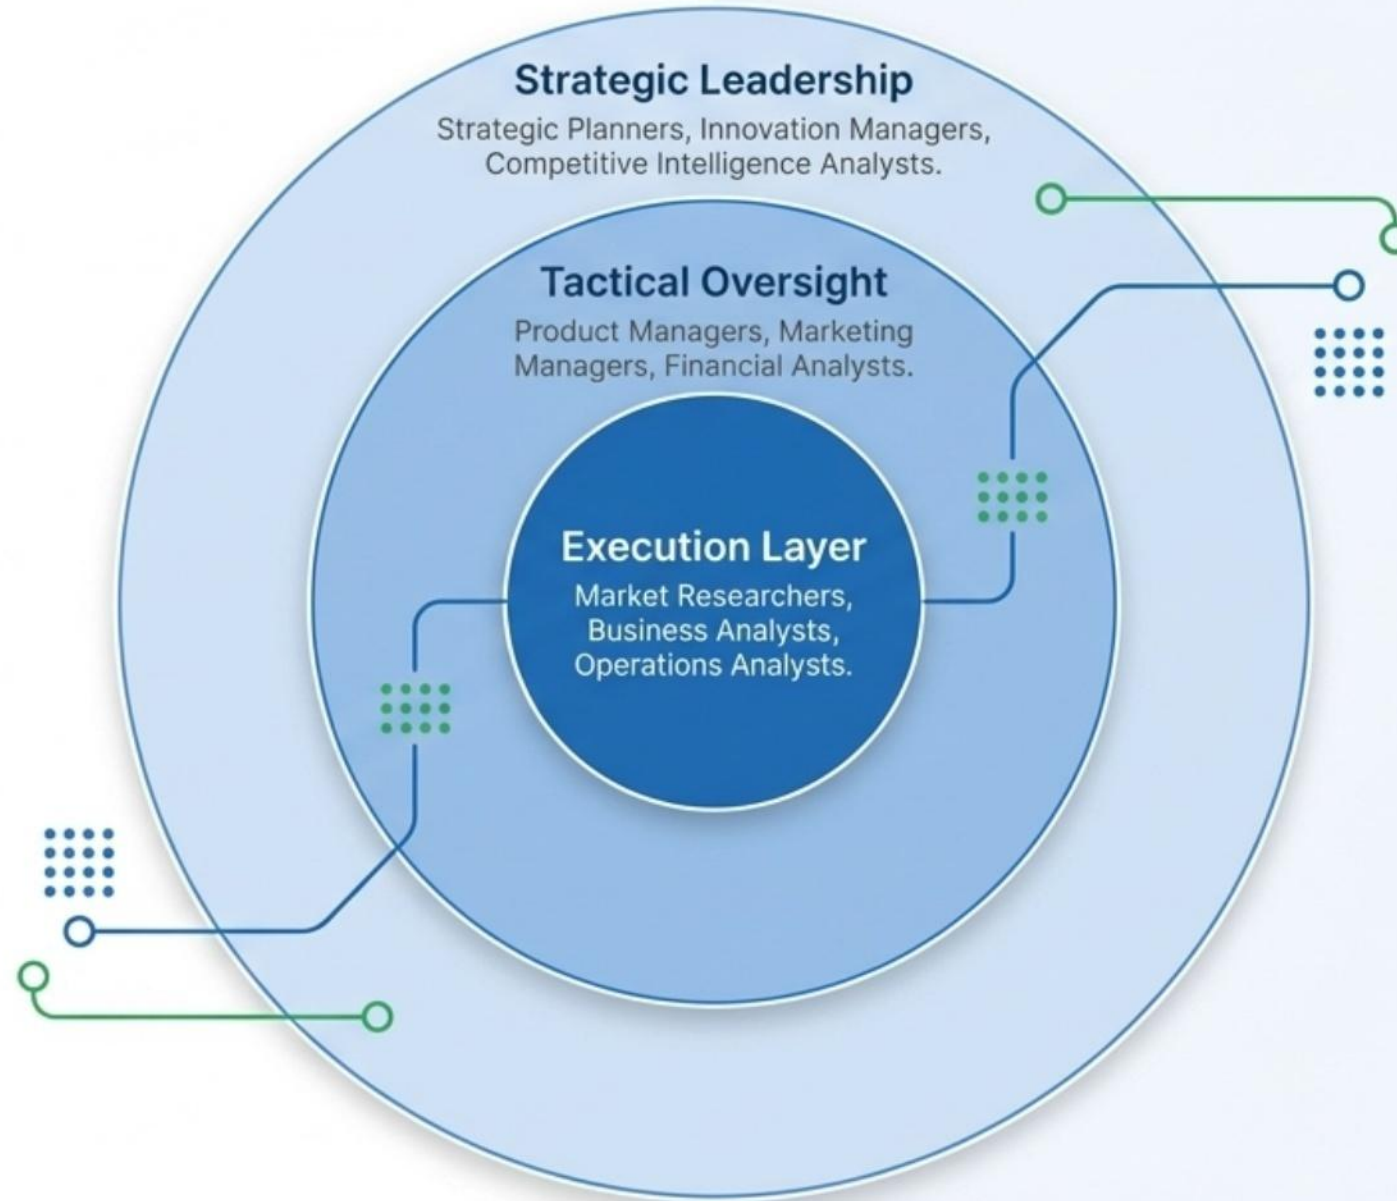 Strategic Leadership
Strategic Planners, Innovation Managers,
Competitive Intelligence Analysts.
Tactical Oversight
Product Managers, Marketing
Managers, Financial Analysts.
Execution Layer
Market Researchers,
Business Analysts,
Operations Analysts.